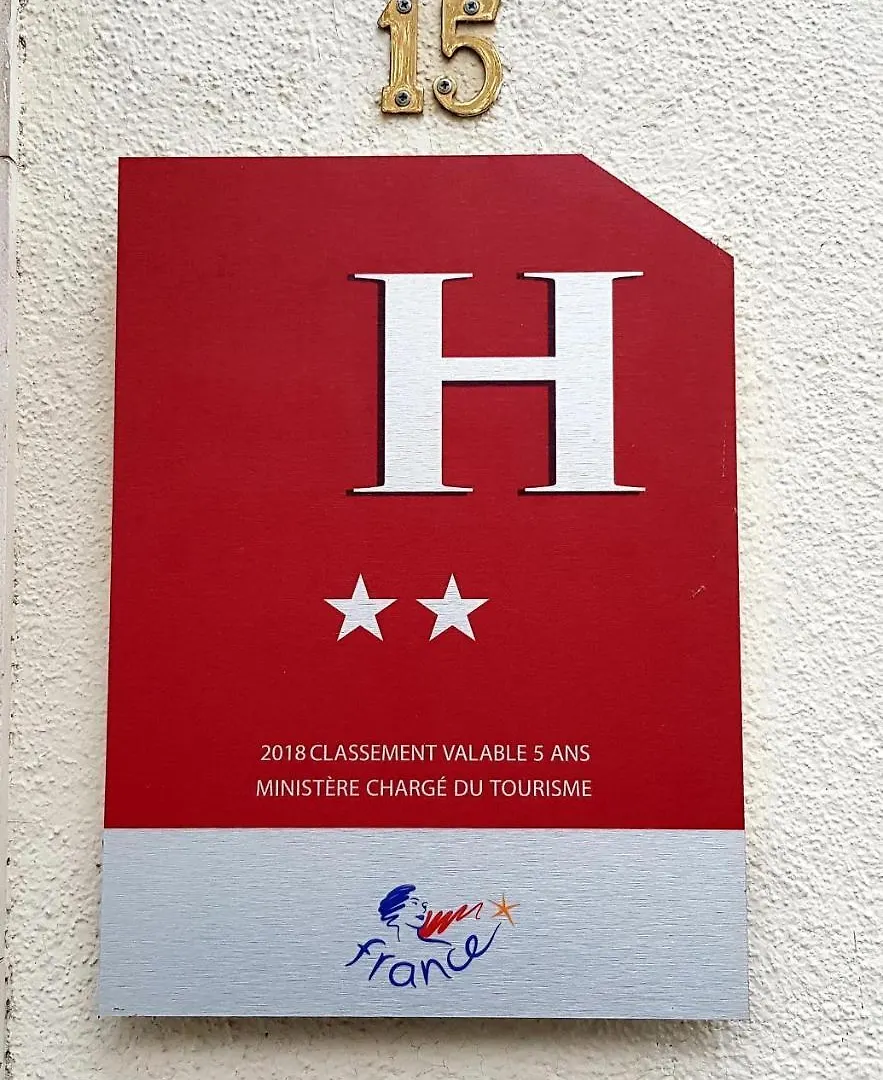 15
H
2018 CLASSEMENT VALABLE 5 ANS
MINISTÈRE CHARGÉ DU TOURISME
france